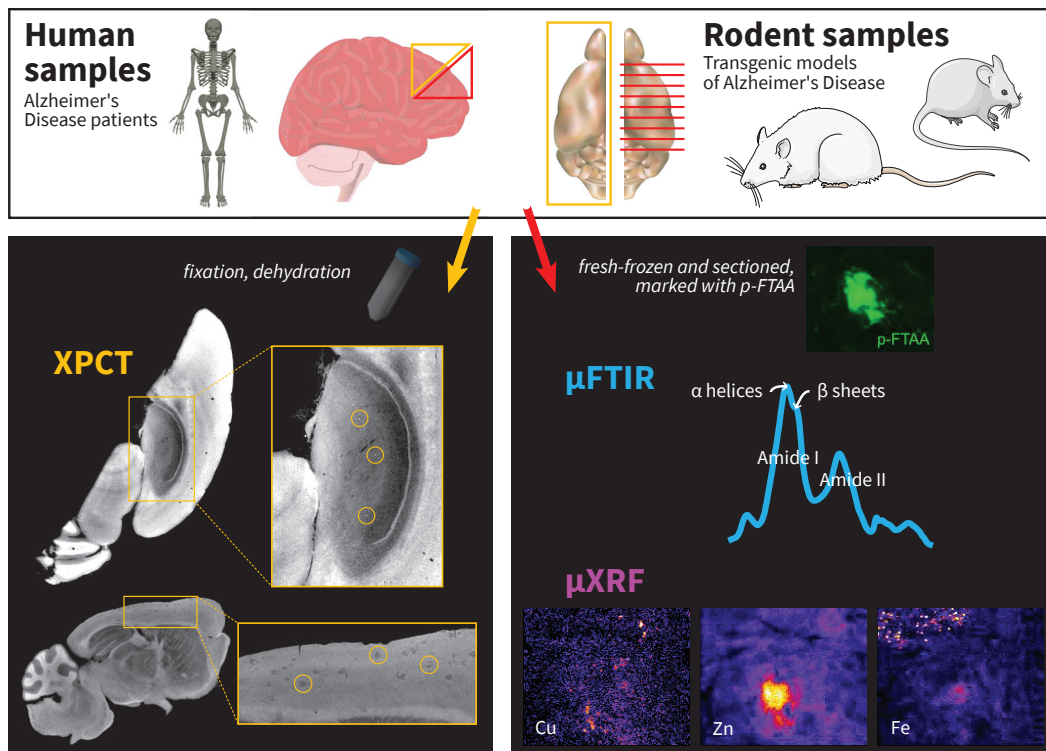 Human
samples
Alzheimer's
Disease patients
Rodent samples
Transgenic models
of Alzheimer's Disease
fixation, dehydration
XPCT
fresh-frozen and sectioned,
marked with p-FTAA
p-FTAA
μFTIR
α helices
β sheets
Amide I
Amide II
μXRF
Cu
Zn
Fe